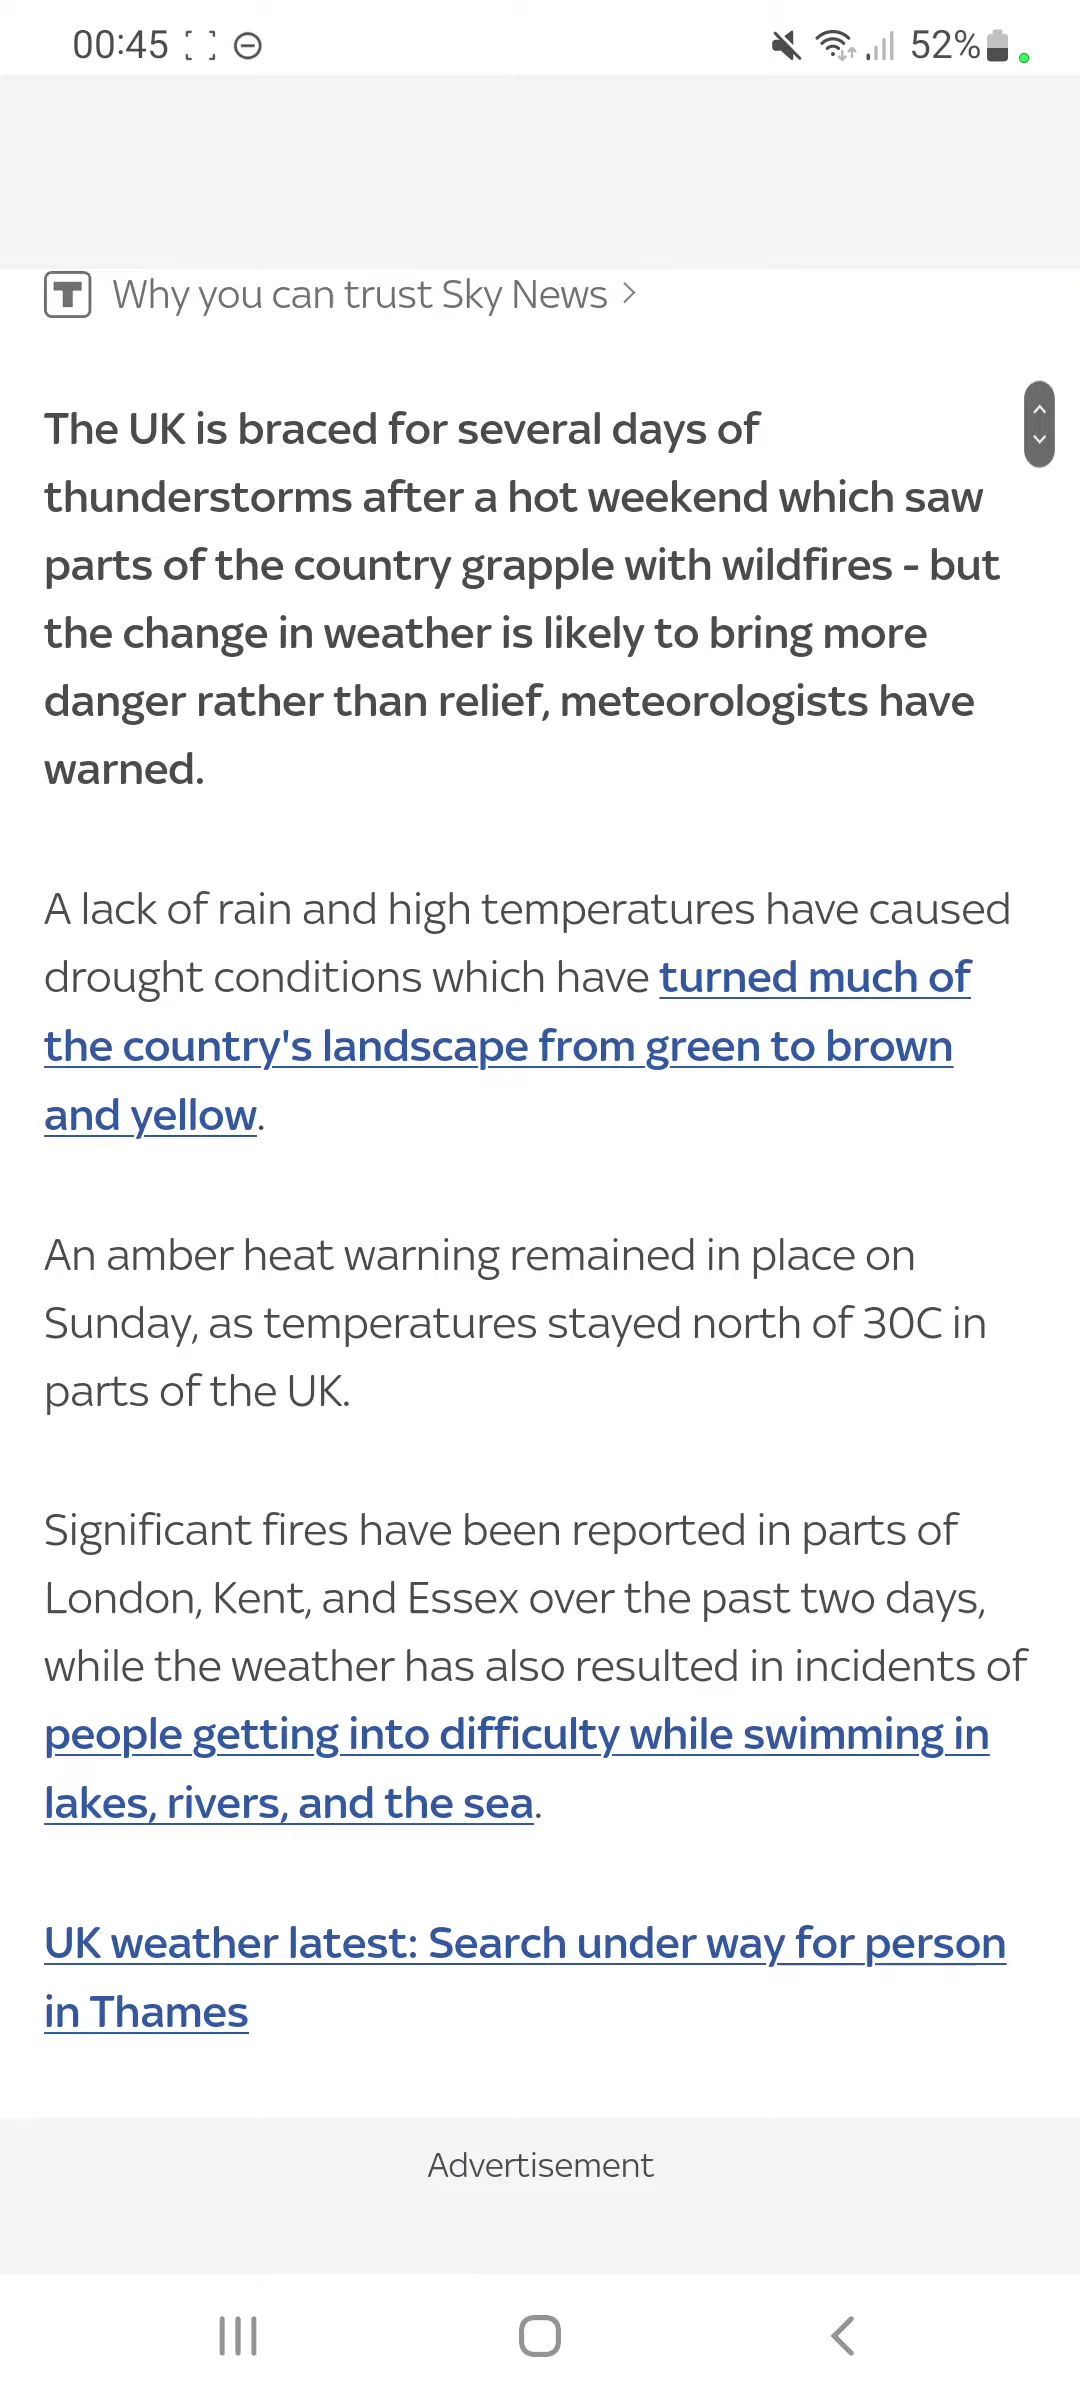 00:45
52%
T Why you can trust Sky News >
The UK is braced for several days of
thunderstorms after a hot weekend which saw
parts of the country grapple with wildfires - but
the change in weather is likely to bring more
danger rather than relief, meteorologists have
warned.
A lack of rain and high temperatures have caused
drought conditions which have turned much of
the country's landscape from green to brown
and yellow.
An amber heat warning remained in place on
Sunday, as temperatures stayed north of 30C in
parts of the UK.
Significant fires have been reported in parts of
London, Kent, and Essex over the past two days,
while the weather has also resulted in incidents of
people getting into difficulty while swimming in
lakes, rivers, and the sea.
UK weather latest: Search under way for person
in Thames
Advertisement